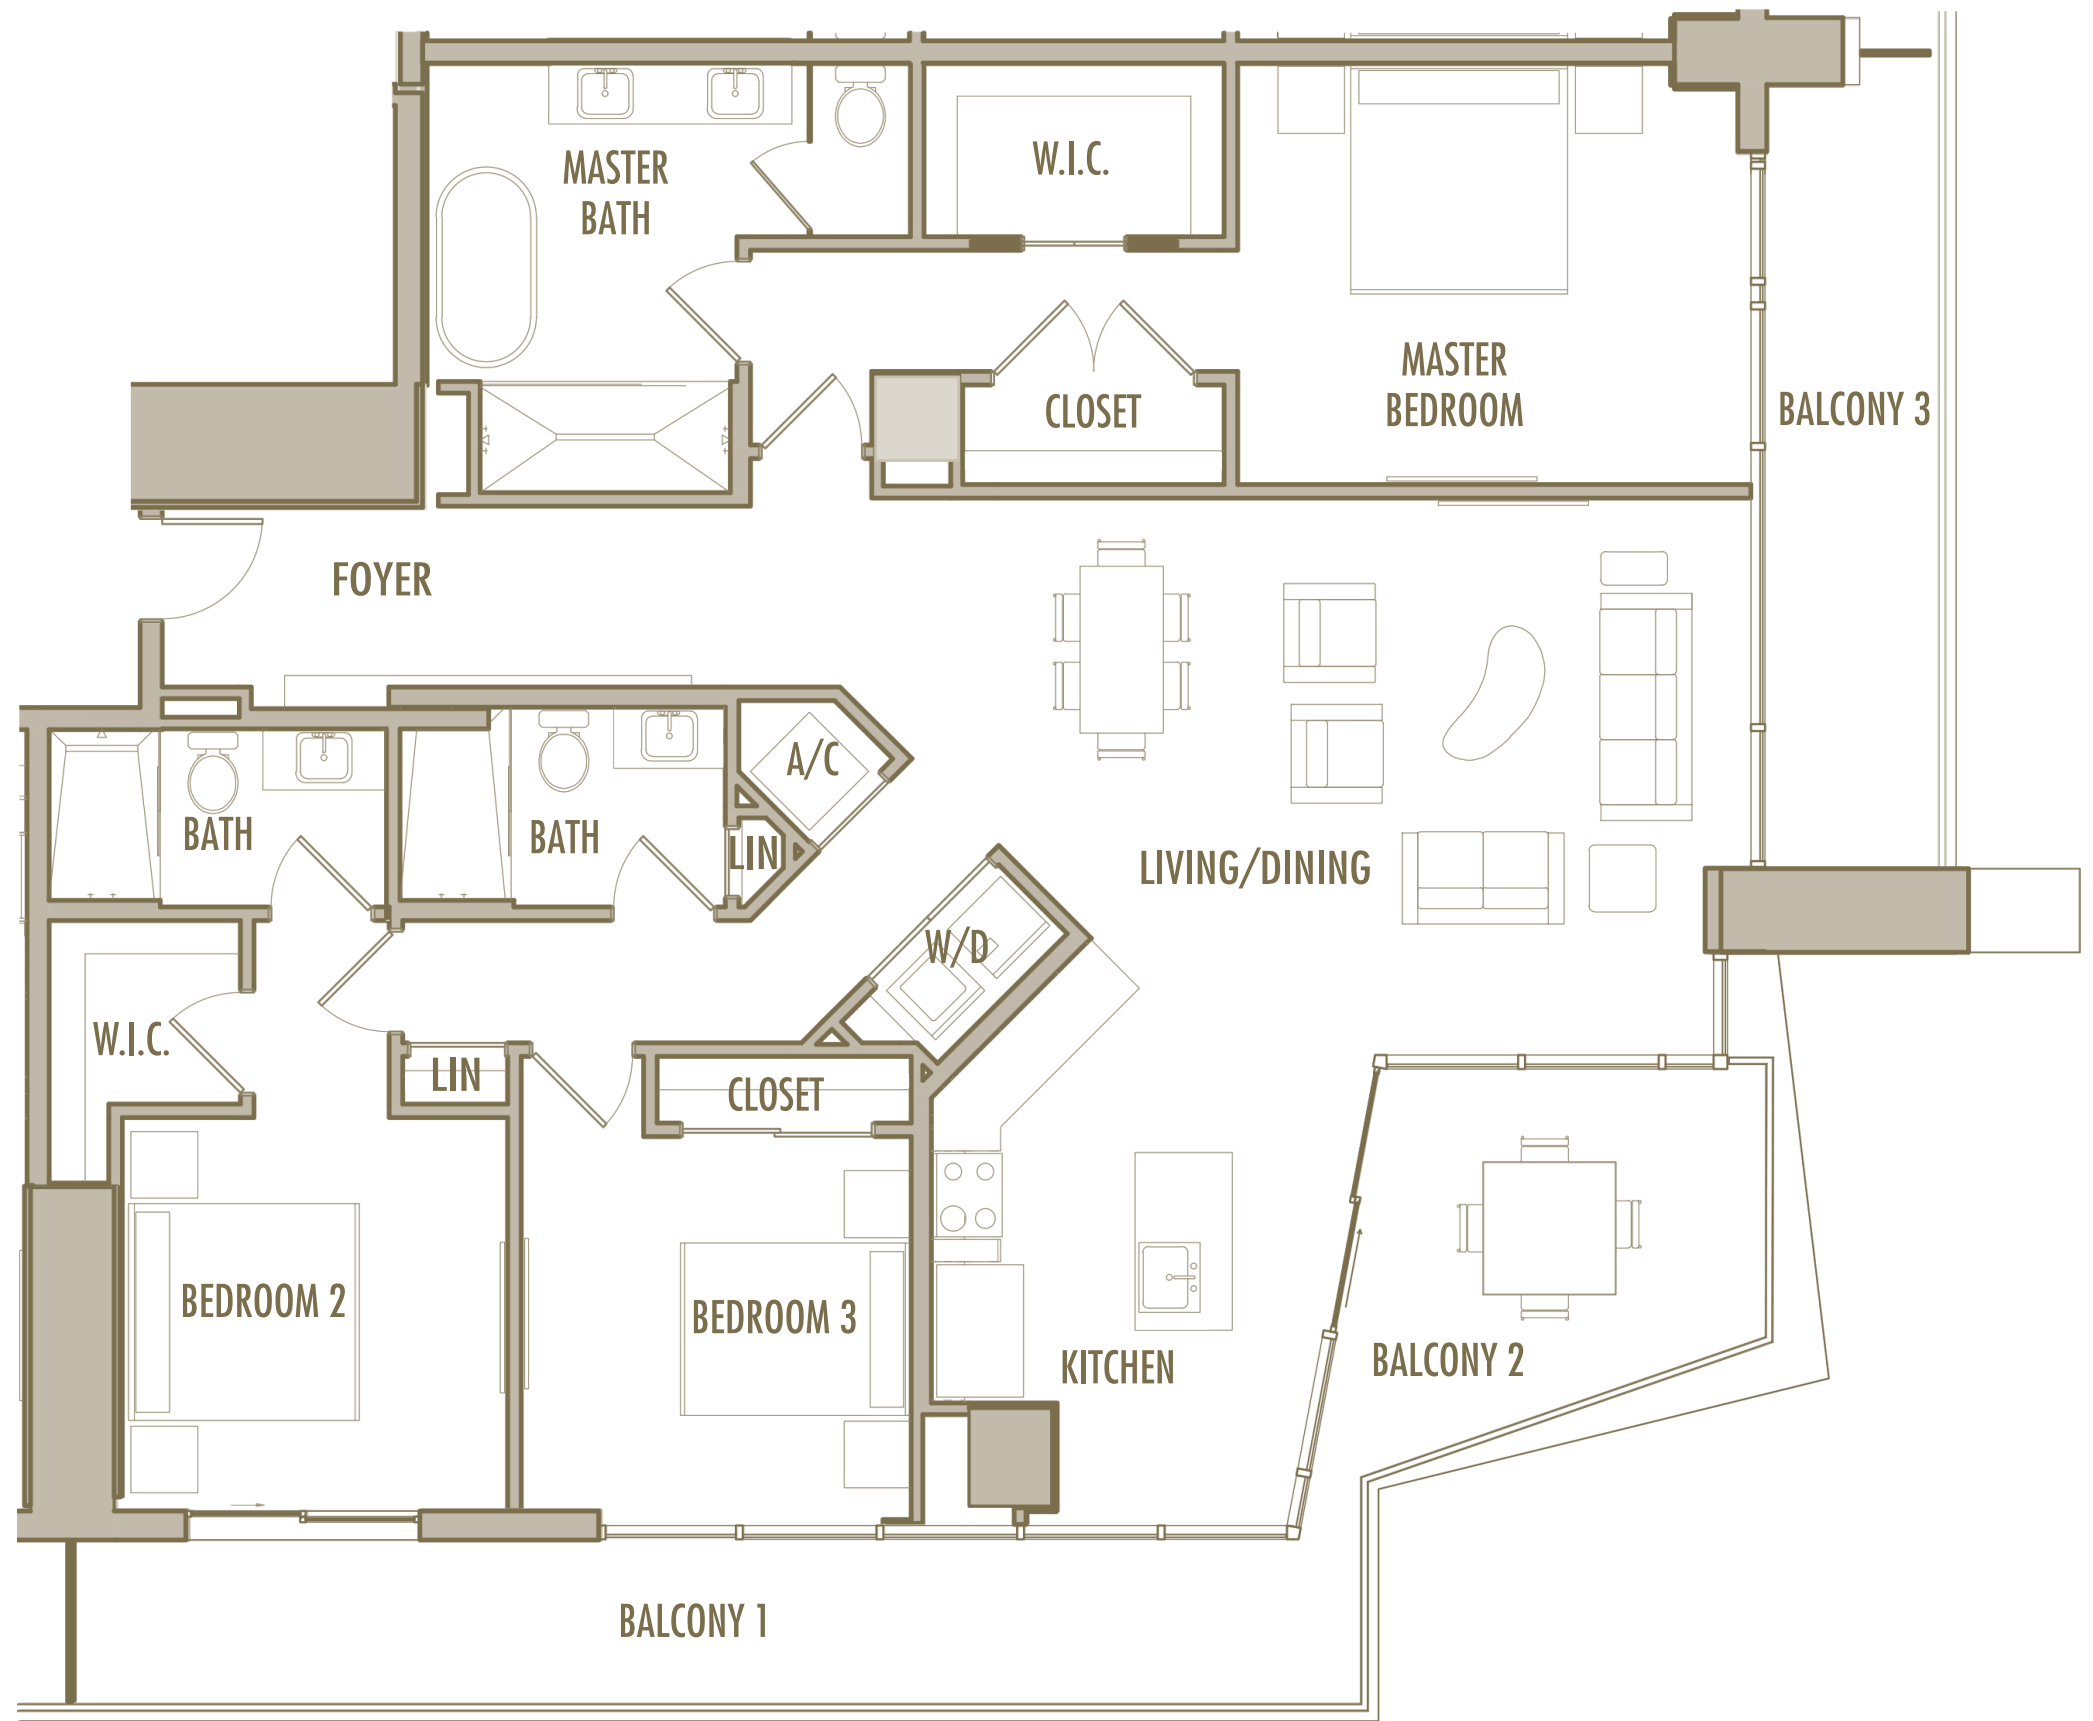 MASTER
BATH
W.I.C.
MASTER
BEDROOM
CLOSET
BALCONY 3
FOYER
A/C
BATH
BATH
LIN
LIVING/DINING
W/D
W.I.C.
LIN
CLOSET
BEDROOM 2
BEDROOM 3
KITCHEN
BALCONY 2
BALCONY 1